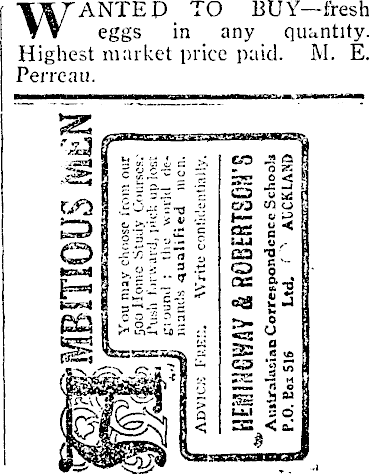 WANTED TO BUY—fresh
eggs in any quantity.
Highest market price paid. M. E.
Perreau.
AMBITIOUS MEN
You may choose from our
500 Home Study Courses.
Push forward, pick up lost
ground; the world de-
mands qualified men.
ADVICE FREE. Write confidentially.
HEMINGWAY & ROBERTSON'S
Australasian Correspondence Schools
P.O. Box 516 Ltd. AUCKLAND